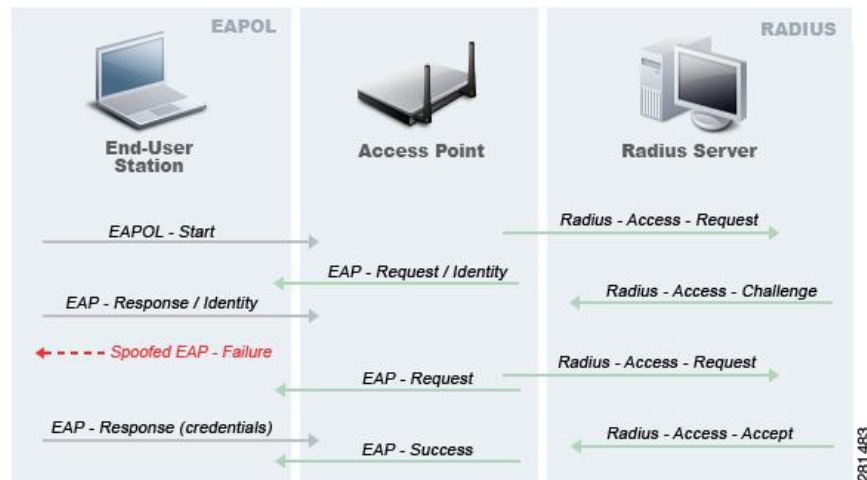 EAPOL
RADIUS
End-User
Station
Access Point
Radius Server
EAPOL - Start
Radius - Access - Request
EAP - Request / Identity
EAP - Response / Identity
Radius - Access - Challenge
Spoofed EAP - Failure
Radius - Access - Request
EAP - Request
EAP - Response (credentials)
Radius - Access - Accept
EAP - Success
281483